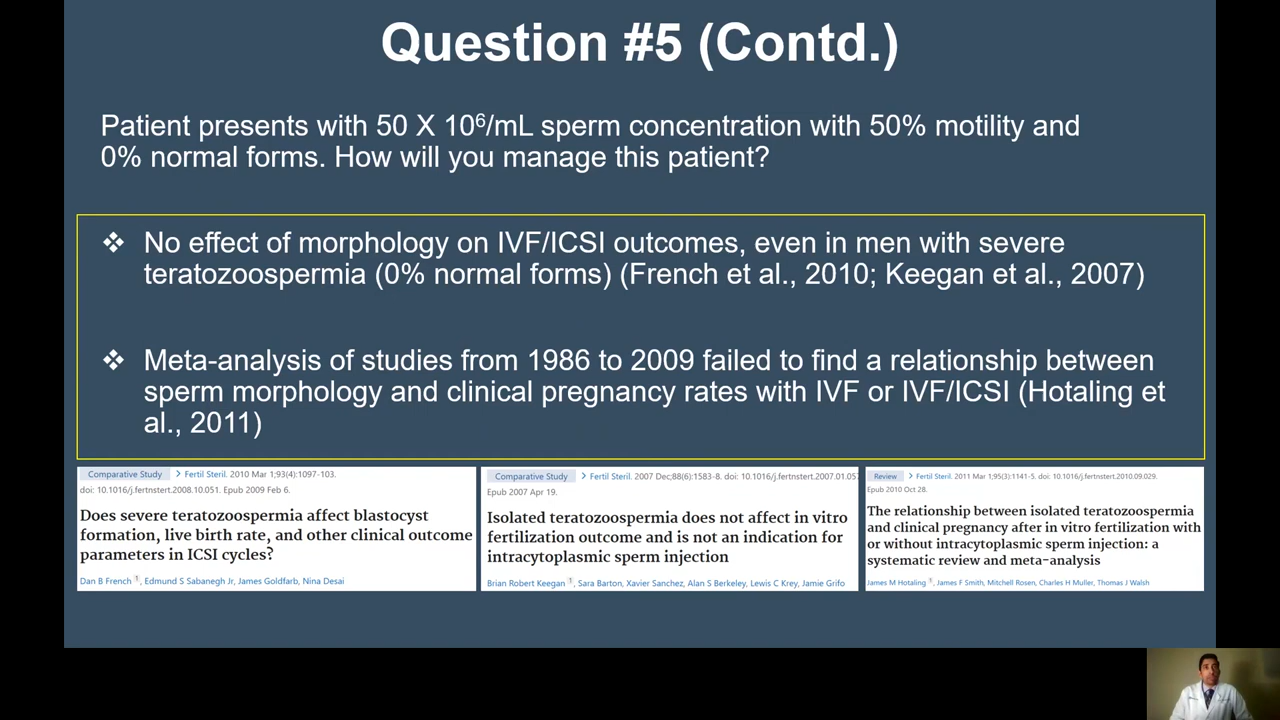 Question #5 (Contd.)
Patient presents with 50 X 10⁶/mL sperm concentration with 50% motility and
0% normal forms. How will you manage this patient?
❖ No effect of morphology on IVF/ICSI outcomes, even in men with severe
teratozoospermia (0% normal forms) (French et al., 2010; Keegan et al., 2007)
❖ Meta-analysis of studies from 1986 to 2009 failed to find a relationship between
sperm morphology and clinical pregnancy rates with IVF or IVF/ICSI (Hotaling et
al., 2011)
Comparative Study > Fertil Steril. 2010 Mar 1;93(4):1097-103.
doi: 10.1016/j.fertnstert.2008.10.051. Epub 2009 Feb 6.
Does severe teratozoospermia affect blastocyst
formation, live birth rate, and other clinical outcome
parameters in ICSI cycles?
Dan B French 1, Edmund S Sabanegh Jr, James Goldfarb, Nina Desai
Comparative Study > Fertil Steril. 2007 Dec;88(6):1583-8. doi: 10.1016/j.fertnstert.2007.01.05
Epub 2007 Apr 19.
Isolated teratozoospermia does not affect in vitro
fertilization outcome and is not an indication for
intracytoplasmic sperm injection
Brian Robert Keegan 1, Sara Barton, Xavier Sanchez, Alan S Berkeley, Lewis C Krey, Jamie Grifo
Review > Fertil Steril. 2011 Mar 1;95(3):1141-5. doi: 10.1016/j.fertnstert.2010.09.029.
Epub 2010 Oct 28.
The relationship between isolated teratozoospermia
and clinical pregnancy after in vitro fertilization with
or without intracytoplasmic sperm injection: a
systematic review and meta-analysis
James M Hotaling 1, James F Smith, Mitchell Rosen, Charles H Muller, Thomas J Walsh